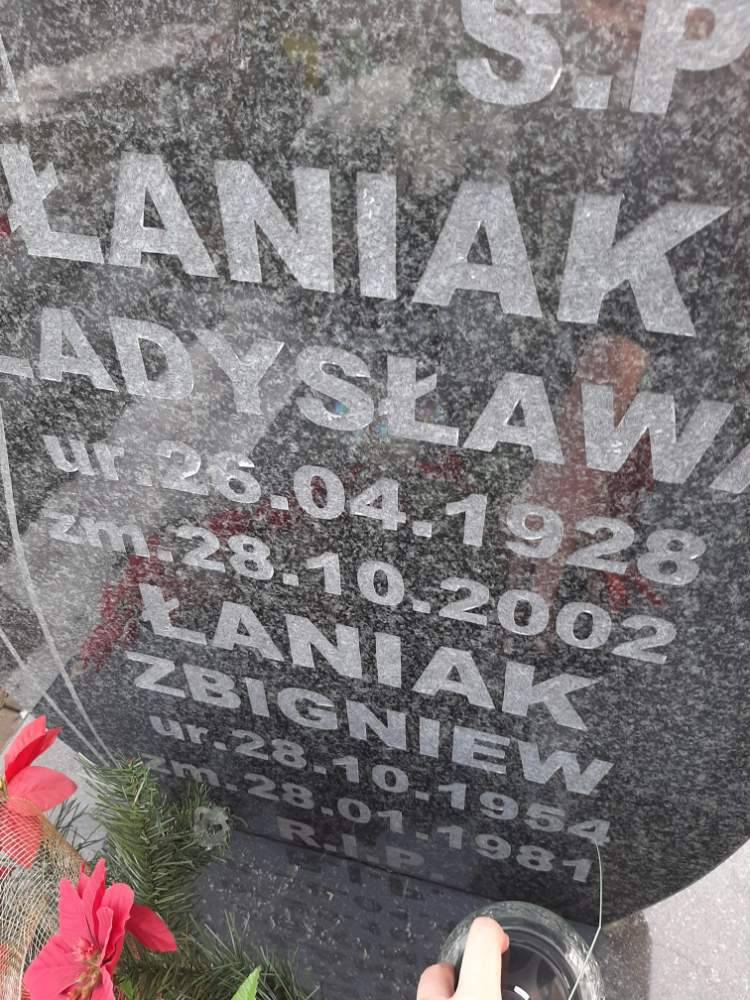 Ś.P
ŁANIAK
ŁADYSŁAWA
ur.26.04.1928
zm.28.10.2002
ŁANIAK
ZBIGNIEW
ur.28.10.1954
zm.28.01.1981
R.I.P.